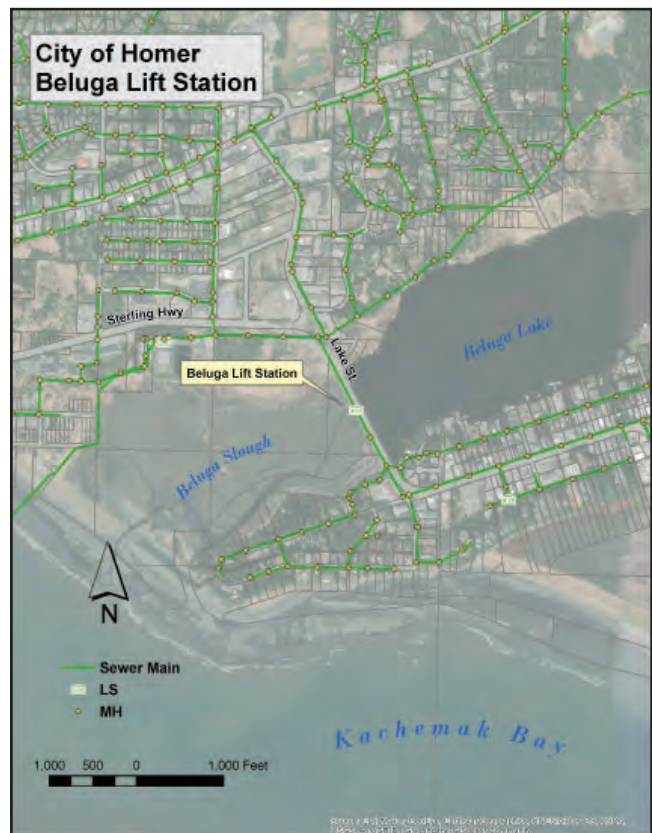 City of Homer
Beluga Lift Station
Sterling Hwy
Lake St.
Beluga Lake
Beluga Lift Station
Beluga Slough
N
Sewer Main
LS
MH
1,000 500 0 1,000 Feet
Kachemak Bay